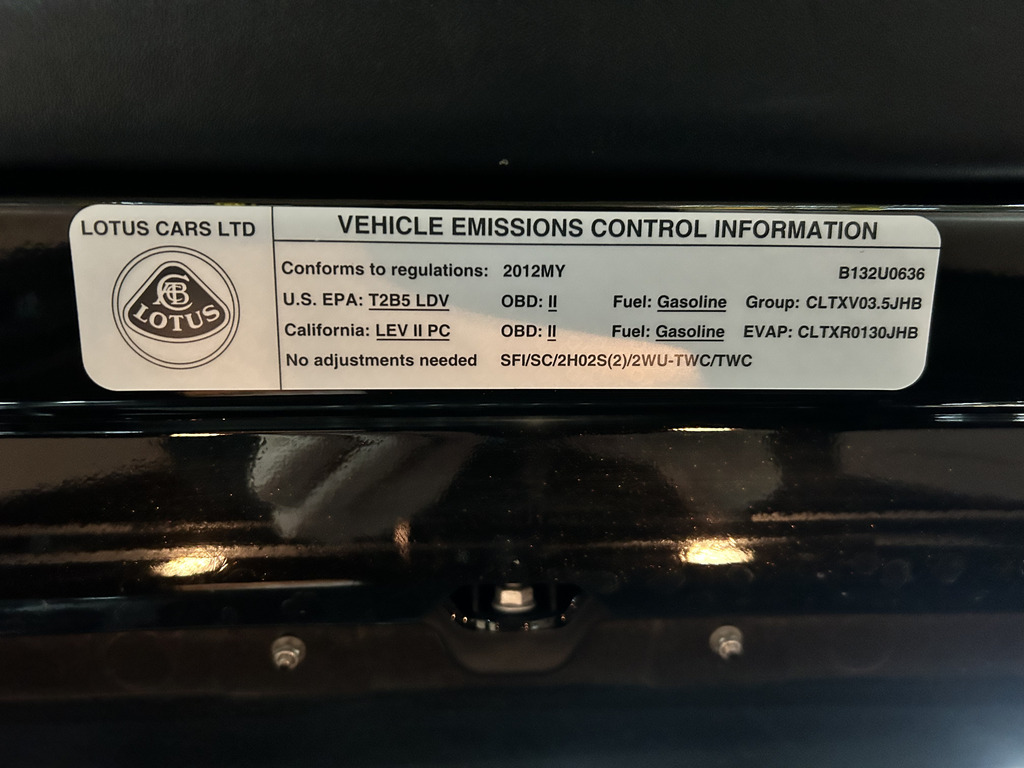 LOTUS CARS LTD
ACBC
LOTUS
VEHICLE EMISSIONS CONTROL INFORMATION
Conforms to regulations: 2012MY B132U0636
U.S. EPA: T2B5 LDV OBD: II Fuel: Gasoline Group: CLTXV03.5JHB
California: LEV II PC OBD: II Fuel: Gasoline EVAP: CLTXR0130JHB
No adjustments needed SFI/SC/2H02S(2)/2WU-TWC/TWC